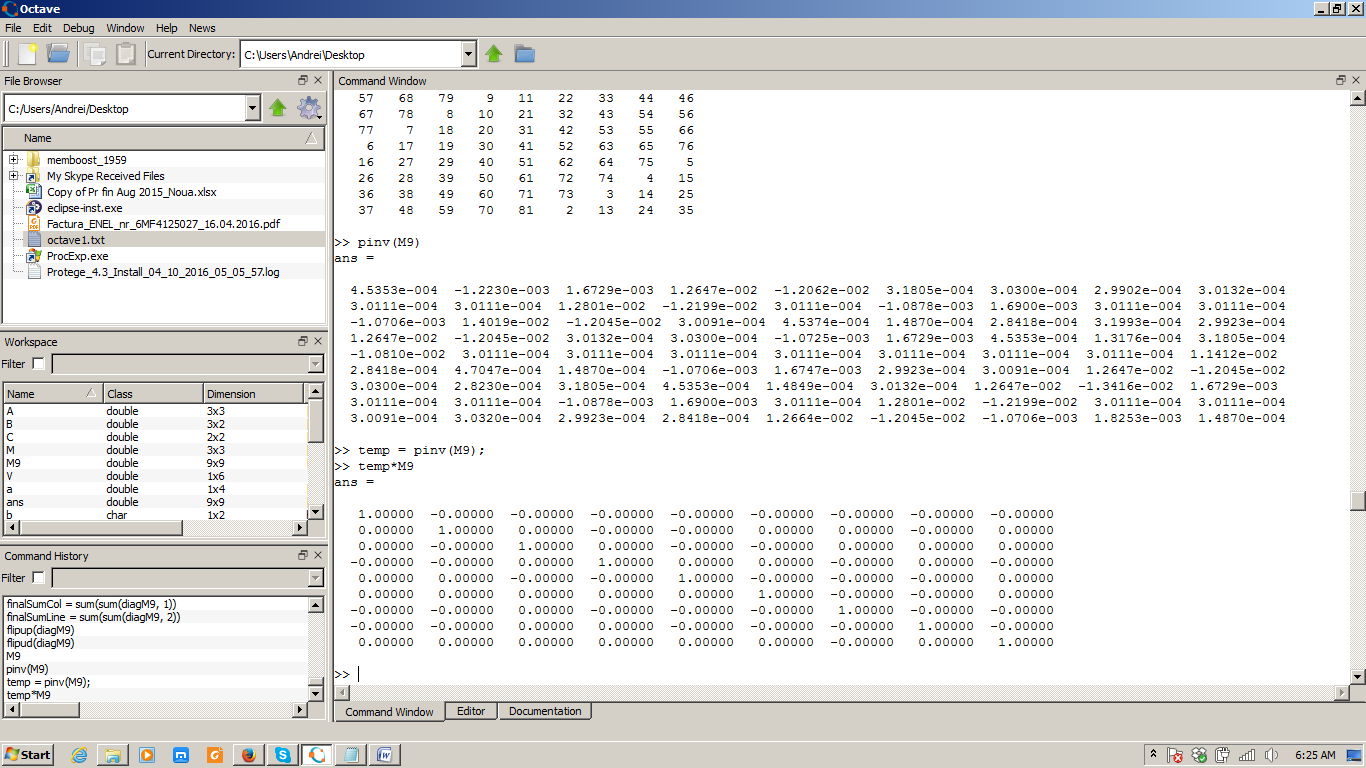 Octave
File Edit Debug Window Help News
Current Directory: C:\Users\Andrei\Desktop
File Browser
C:/Users/Andrei/Desktop
Name
memboost_1959
My Skype Received Files
Copy of Pr fin Aug 2015_Noua.xlsx
eclipse-inst.exe
Factura_ENEL_nr_6MF4125027_16.04.2016.pdf
octave1.txt
ProcExp.exe
Protege_4.3_Install_04_10_2016_05_05_57.log
Workspace
Filter
Name Class Dimension
A double 3x3
B double 3x2
C double 2x2
M double 3x3
M9 double 9x9
V double 1x6
a double 1x4
ans double 9x9
b char 1x2
Command History
Filter
finalSumCol = sum(sum(diagM9, 1))
finalSumLine = sum(sum(diagM9, 2))
flipup(diagM9)
flipud(diagM9)
M9
pinv(M9)
temp = pinv(M9);
temp*M9
Command Window
57 68 79 9 11 22 33 44 46
67 78 8 10 21 32 43 54 56
77 7 18 20 31 42 53 55 66
6 17 19 30 41 52 63 65 76
16 27 29 40 51 62 64 75 5
26 28 39 50 61 72 74 4 15
36 38 49 60 71 73 3 14 25
37 48 59 70 81 2 13 24 35
>> pinv(M9)
ans =
4.5353e-004 -1.2230e-003 1.6729e-003 1.2647e-002 -1.2062e-002 3.1805e-004 3.0300e-004 2.9902e-004 3.0132e-004
3.0111e-004 3.0111e-004 1.2801e-002 -1.2199e-002 3.0111e-004 -1.0878e-003 1.6900e-003 3.0111e-004 3.0111e-004
-1.0706e-003 1.4019e-002 -1.2045e-002 3.0091e-004 4.5374e-004 1.4870e-004 2.8418e-004 3.1993e-004 2.9923e-004
1.2647e-002 -1.2045e-002 3.0132e-004 3.0300e-004 -1.0725e-003 1.6729e-003 4.5353e-004 1.3176e-004 3.1805e-004
-1.0810e-002 3.0111e-004 3.0111e-004 3.0111e-004 3.0111e-004 3.0111e-004 3.0111e-004 3.0111e-004 1.1412e-002
2.8418e-004 4.7047e-004 1.4870e-004 -1.0706e-003 1.6747e-003 2.9923e-004 3.0091e-004 1.2647e-002 -1.2045e-002
3.0300e-004 2.8230e-004 3.1805e-004 4.5353e-004 1.4849e-004 3.0132e-004 1.2647e-002 -1.3416e-002 1.6729e-003
3.0111e-004 3.0111e-004 -1.0878e-003 1.6900e-003 3.0111e-004 1.2801e-002 -1.2199e-002 3.0111e-004 3.0111e-004
3.0091e-004 3.0320e-004 2.9923e-004 2.8418e-004 1.2664e-002 -1.2045e-002 -1.0706e-003 1.8253e-003 1.4870e-004
>> temp = pinv(M9);
>> temp*M9
ans =
1.00000 -0.00000 -0.00000 -0.00000 -0.00000 -0.00000 -0.00000 -0.00000 -0.00000
0.00000 1.00000 0.00000 -0.00000 -0.00000 0.00000 0.00000 -0.00000 0.00000
0.00000 -0.00000 1.00000 0.00000 -0.00000 -0.00000 0.00000 0.00000 0.00000
-0.00000 -0.00000 0.00000 1.00000 -0.00000 0.00000 -0.00000 0.00000 -0.00000
0.00000 0.00000 -0.00000 -0.00000 1.00000 -0.00000 -0.00000 -0.00000 0.00000
0.00000 0.00000 0.00000 0.00000 0.00000 1.00000 -0.00000 -0.00000 0.00000
-0.00000 -0.00000 0.00000 -0.00000 -0.00000 -0.00000 1.00000 -0.00000 -0.00000
-0.00000 -0.00000 0.00000 0.00000 -0.00000 -0.00000 -0.00000 1.00000 -0.00000
0.00000 0.00000 0.00000 0.00000 0.00000 0.00000 -0.00000 0.00000 1.00000
>>
Command Window Editor Documentation
Start 6:25 AM